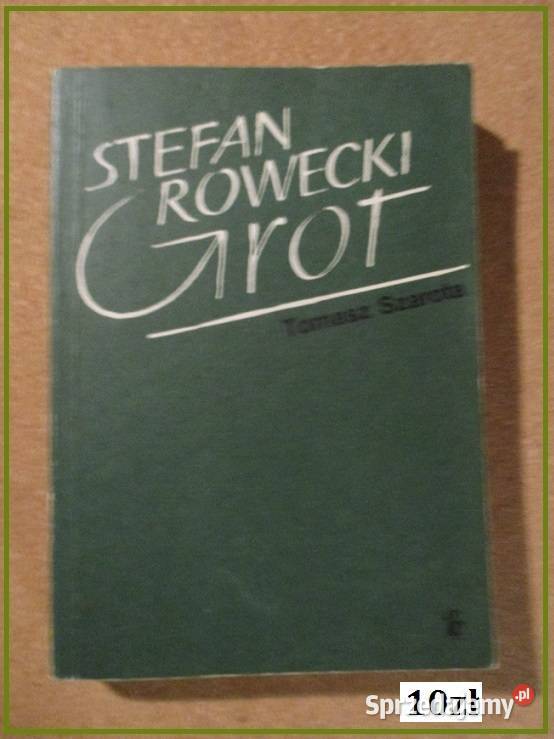 STEFAN
ROWECKI
Grot
Tomasz Szarota
10zł
Sprzedajemy.pl